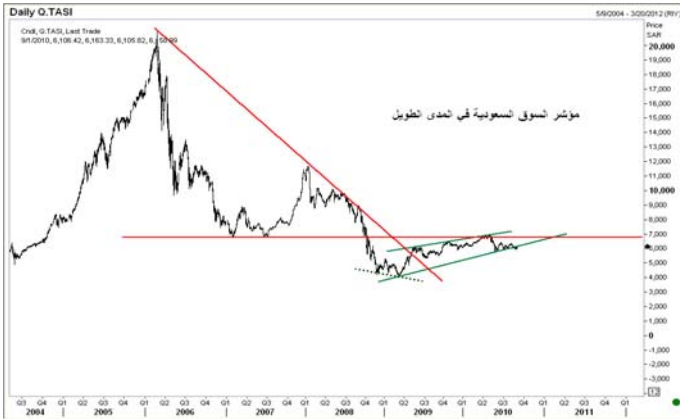 Daily Q.TASI
5/9/2004 - 3/20/2012 (RIY)
Cndl, Q.TASI, Last Trade
9/1/2010, 6,106.42, 6,163.33, 6,105.82,
Price
SAR
مؤشر السوق السعودية في المدى الطويل
20,000
19,000
18,000
17,000
16,000
15,000
14,000
13,000
12,000
11,000
10,000
9,000
8,000
7,000
6,000
5,000
4,000
3,000
2,000
1,000
0
-1,000
-2,000
-3,000
Q3 Q4 Q1 Q2 Q3 Q4 Q1 Q2 Q3 Q4 Q1 Q2 Q3 Q4 Q1 Q2 Q3 Q4 Q1 Q2 Q3 Q4 Q1 Q2 Q3 Q4 Q1 Q2 Q3 Q4 Q1
2004 2005 2006 2007 2008 2009 2010 2011